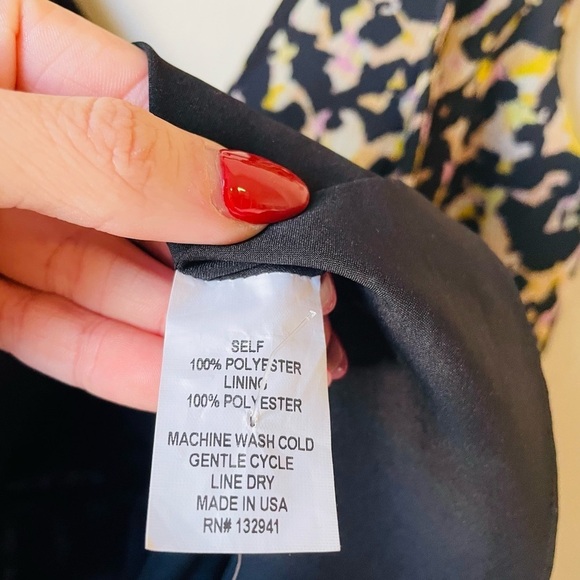 SELF
100% POLYESTER
LINING
100% POLYESTER
MACHINE WASH COLD
GENTLE CYCLE
LINE DRY
MADE IN USA
RN# 132941